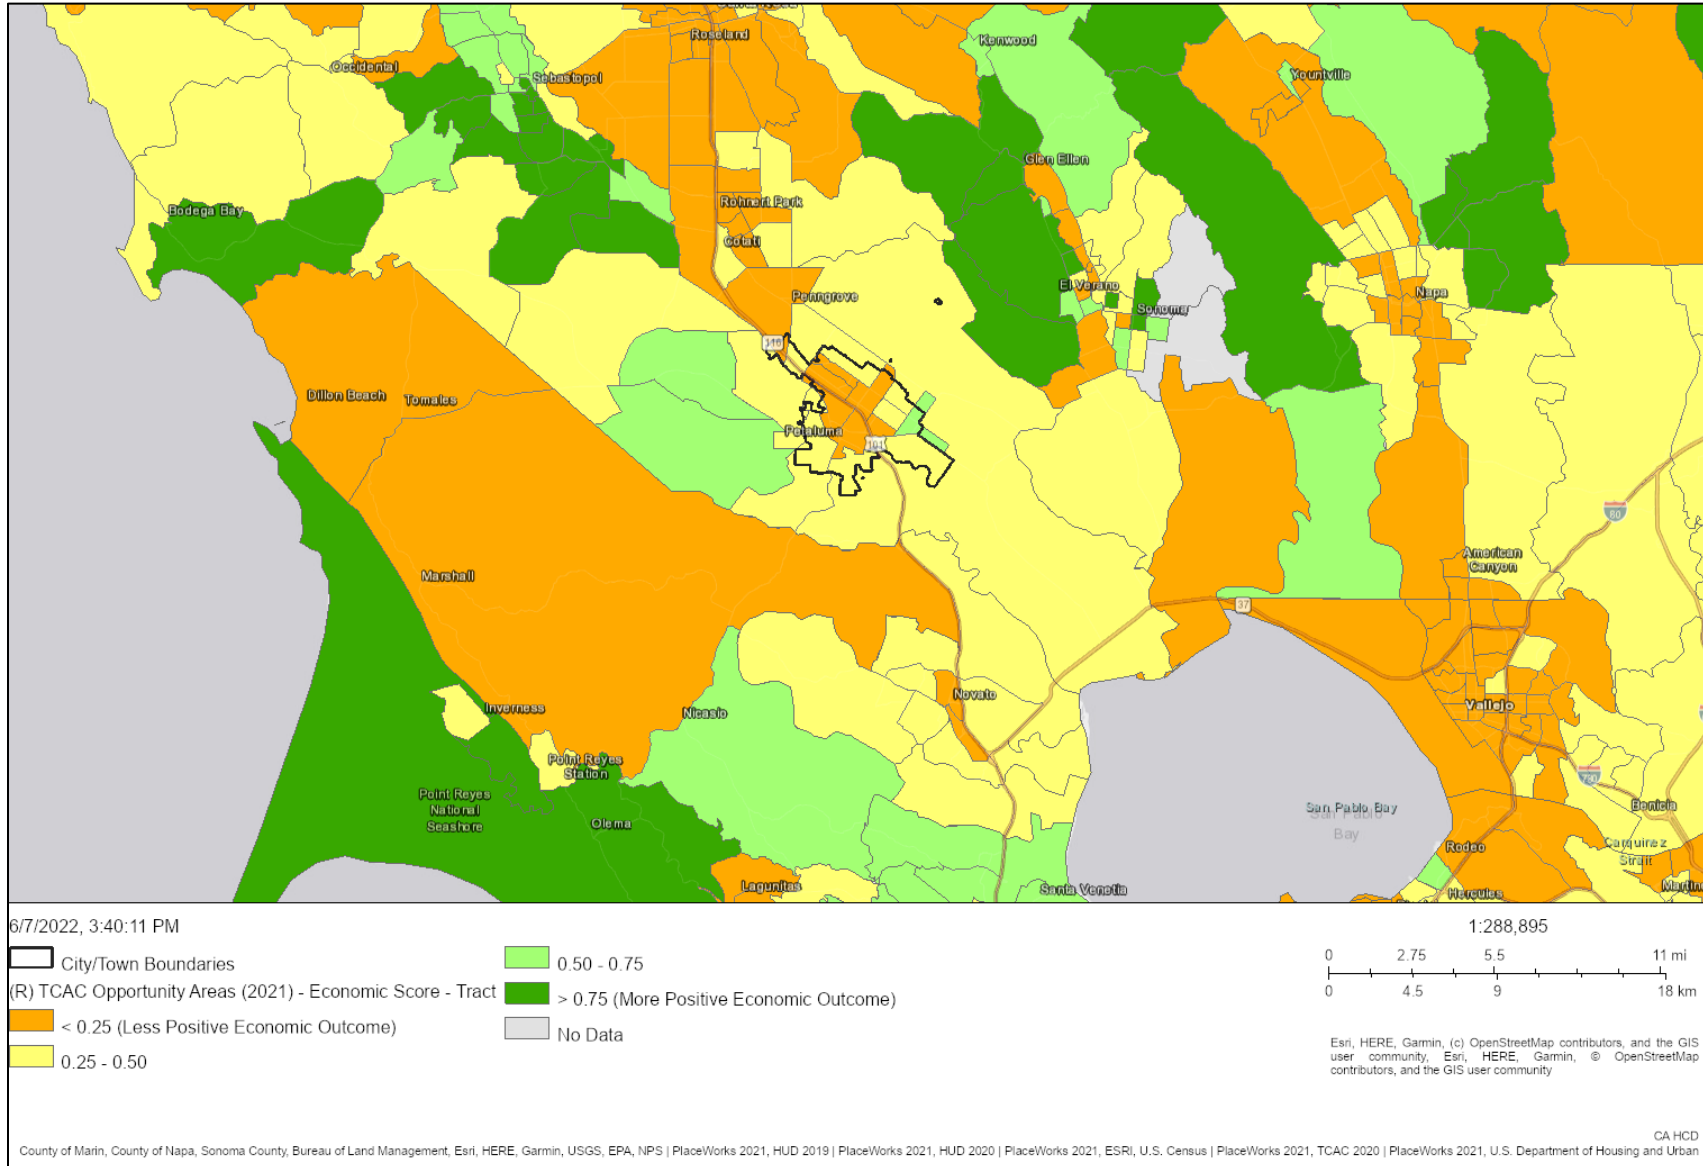 Roseland
Kenwood
Occidental
Sebastopol
Yountville
Glen Ellen
Bodega Bay
Rohnert Park
Cotati
El Verano
Penngrove
Sonoma
Napa
116
Dillon Beach
Tomales
Petaluma
101
80
American
Canyon
Marshall
37
Novato
Vallejo
Inverness
Nicasio
Point Reyes
Station
780
Point Reyes
National
Seashore
Olema
San Pablo Bay
San Pablo
Bay
Benicia
Rodeo
Carquinez
Strait
Lagunitas
Santa Venetia
Hercules
Martin
6/7/2022, 3:40:11 PM
City/Town Boundaries
(R) TCAC Opportunity Areas (2021) - Economic Score - Tract
< 0.25 (Less Positive Economic Outcome)
0.25 - 0.50
0.50 - 0.75
> 0.75 (More Positive Economic Outcome)
No Data
1:288,895
0 2.75 5.5 11 mi
0 4.5 9 18 km
Esri, HERE, Garmin, (c) OpenStreetMap contributors, and the GIS
user community, Esri, HERE, Garmin, © OpenStreetMap
contributors, and the GIS user community
CA HCD
County of Marin, County of Napa, Sonoma County, Bureau of Land Management, Esri, HERE, Garmin, USGS, EPA, NPS | PlaceWorks 2021, HUD 2019 | PlaceWorks 2021, HUD 2020 | PlaceWorks 2021, ESRI, U.S. Census | PlaceWorks 2021, TCAC 2020 | PlaceWorks 2021, U.S. Department of Housing and Urban